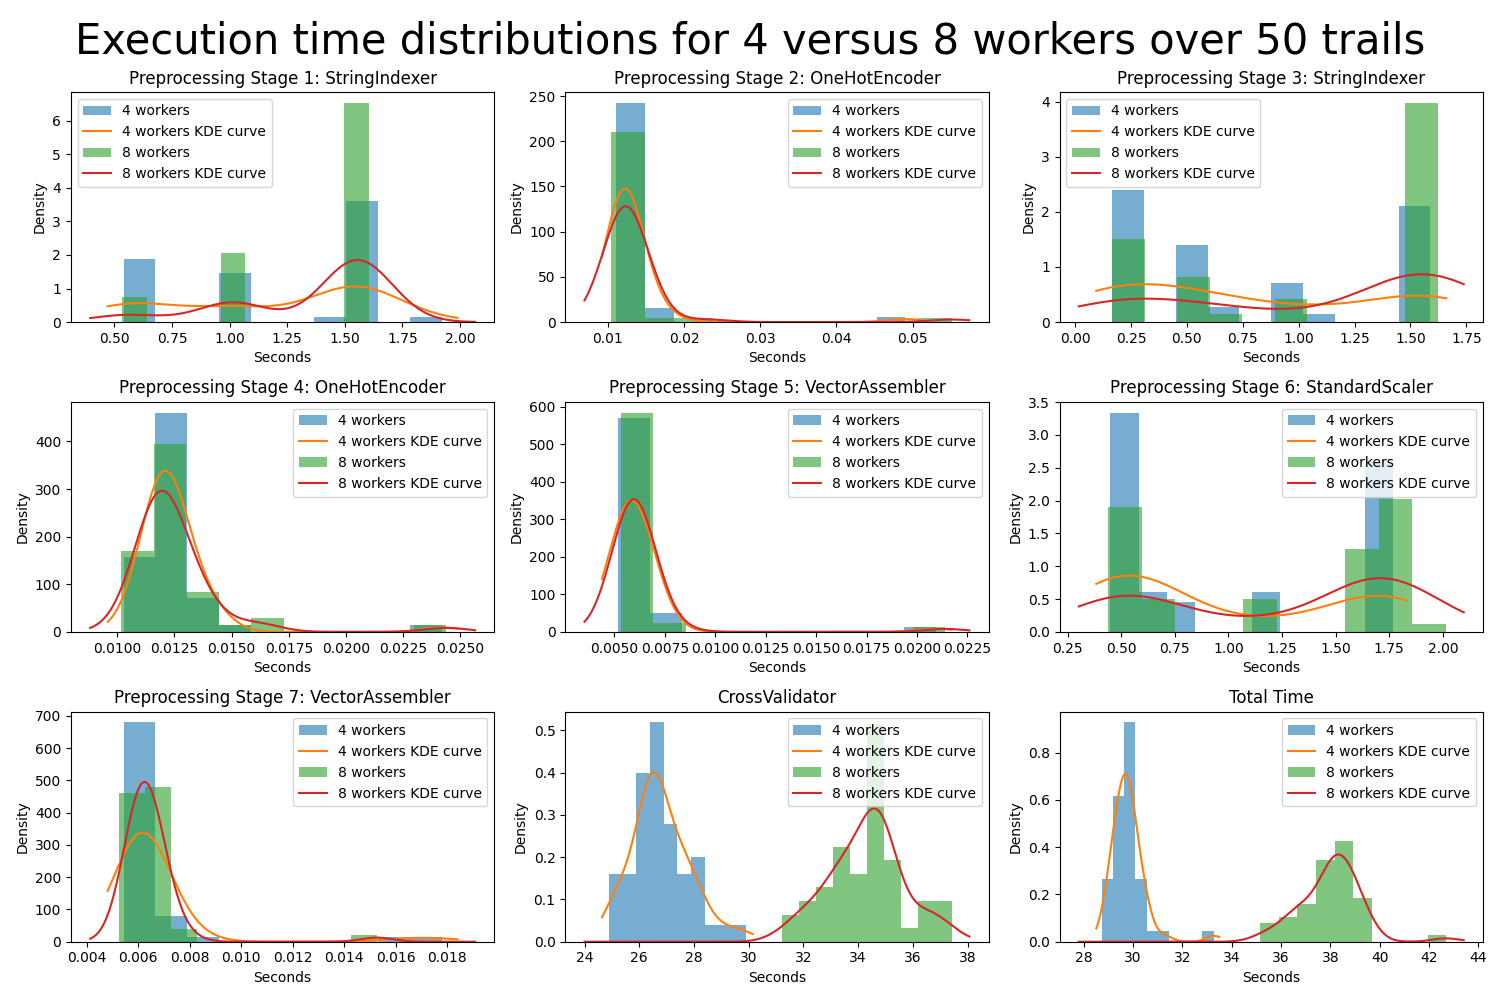 Execution time distributions for 4 versus 8 workers over 50 trails
Preprocessing Stage 1: StringIndexer
4 workers
4 workers KDE curve
8 workers
8 workers KDE curve
Density
6
5
4
3
2
1
0
0.50 0.75 1.00 1.25 1.50 1.75 2.00
Seconds
Preprocessing Stage 2: OneHotEncoder
4 workers
4 workers KDE curve
8 workers
8 workers KDE curve
Density
250
200
150
100
50
0
0.01 0.02 0.03 0.04 0.05
Seconds
Preprocessing Stage 3: StringIndexer
4 workers
4 workers KDE curve
8 workers
8 workers KDE curve
Density
4
3
2
1
0
0.00 0.25 0.50 0.75 1.00 1.25 1.50 1.75
Seconds
Preprocessing Stage 4: OneHotEncoder
4 workers
4 workers KDE curve
8 workers
8 workers KDE curve
Density
400
300
200
100
0
0.0100 0.0125 0.0150 0.0175 0.0200 0.0225 0.0250
Seconds
Preprocessing Stage 5: VectorAssembler
4 workers
4 workers KDE curve
8 workers
8 workers KDE curve
Density
600
500
400
300
200
100
0
0.0050 0.0075 0.0100 0.0125 0.0150 0.0175 0.0200 0.0225
Seconds
Preprocessing Stage 6: StandardScaler
4 workers
4 workers KDE curve
8 workers
8 workers KDE curve
Density
3.5
3.0
2.5
2.0
1.5
1.0
0.5
0.0
0.25 0.50 0.75 1.00 1.25 1.50 1.75 2.00
Seconds
Preprocessing Stage 7: VectorAssembler
4 workers
4 workers KDE curve
8 workers
8 workers KDE curve
Density
700
600
500
400
300
200
100
0
0.004 0.006 0.008 0.010 0.012 0.014 0.016 0.018
Seconds
CrossValidator
4 workers
4 workers KDE curve
8 workers
8 workers KDE curve
Density
0.5
0.4
0.3
0.2
0.1
0.0
24 26 28 30 32 34 36 38
Seconds
Total Time
4 workers
4 workers KDE curve
8 workers
8 workers KDE curve
Density
0.8
0.6
0.4
0.2
0.0
28 30 32 34 36 38 40 42 44
Seconds